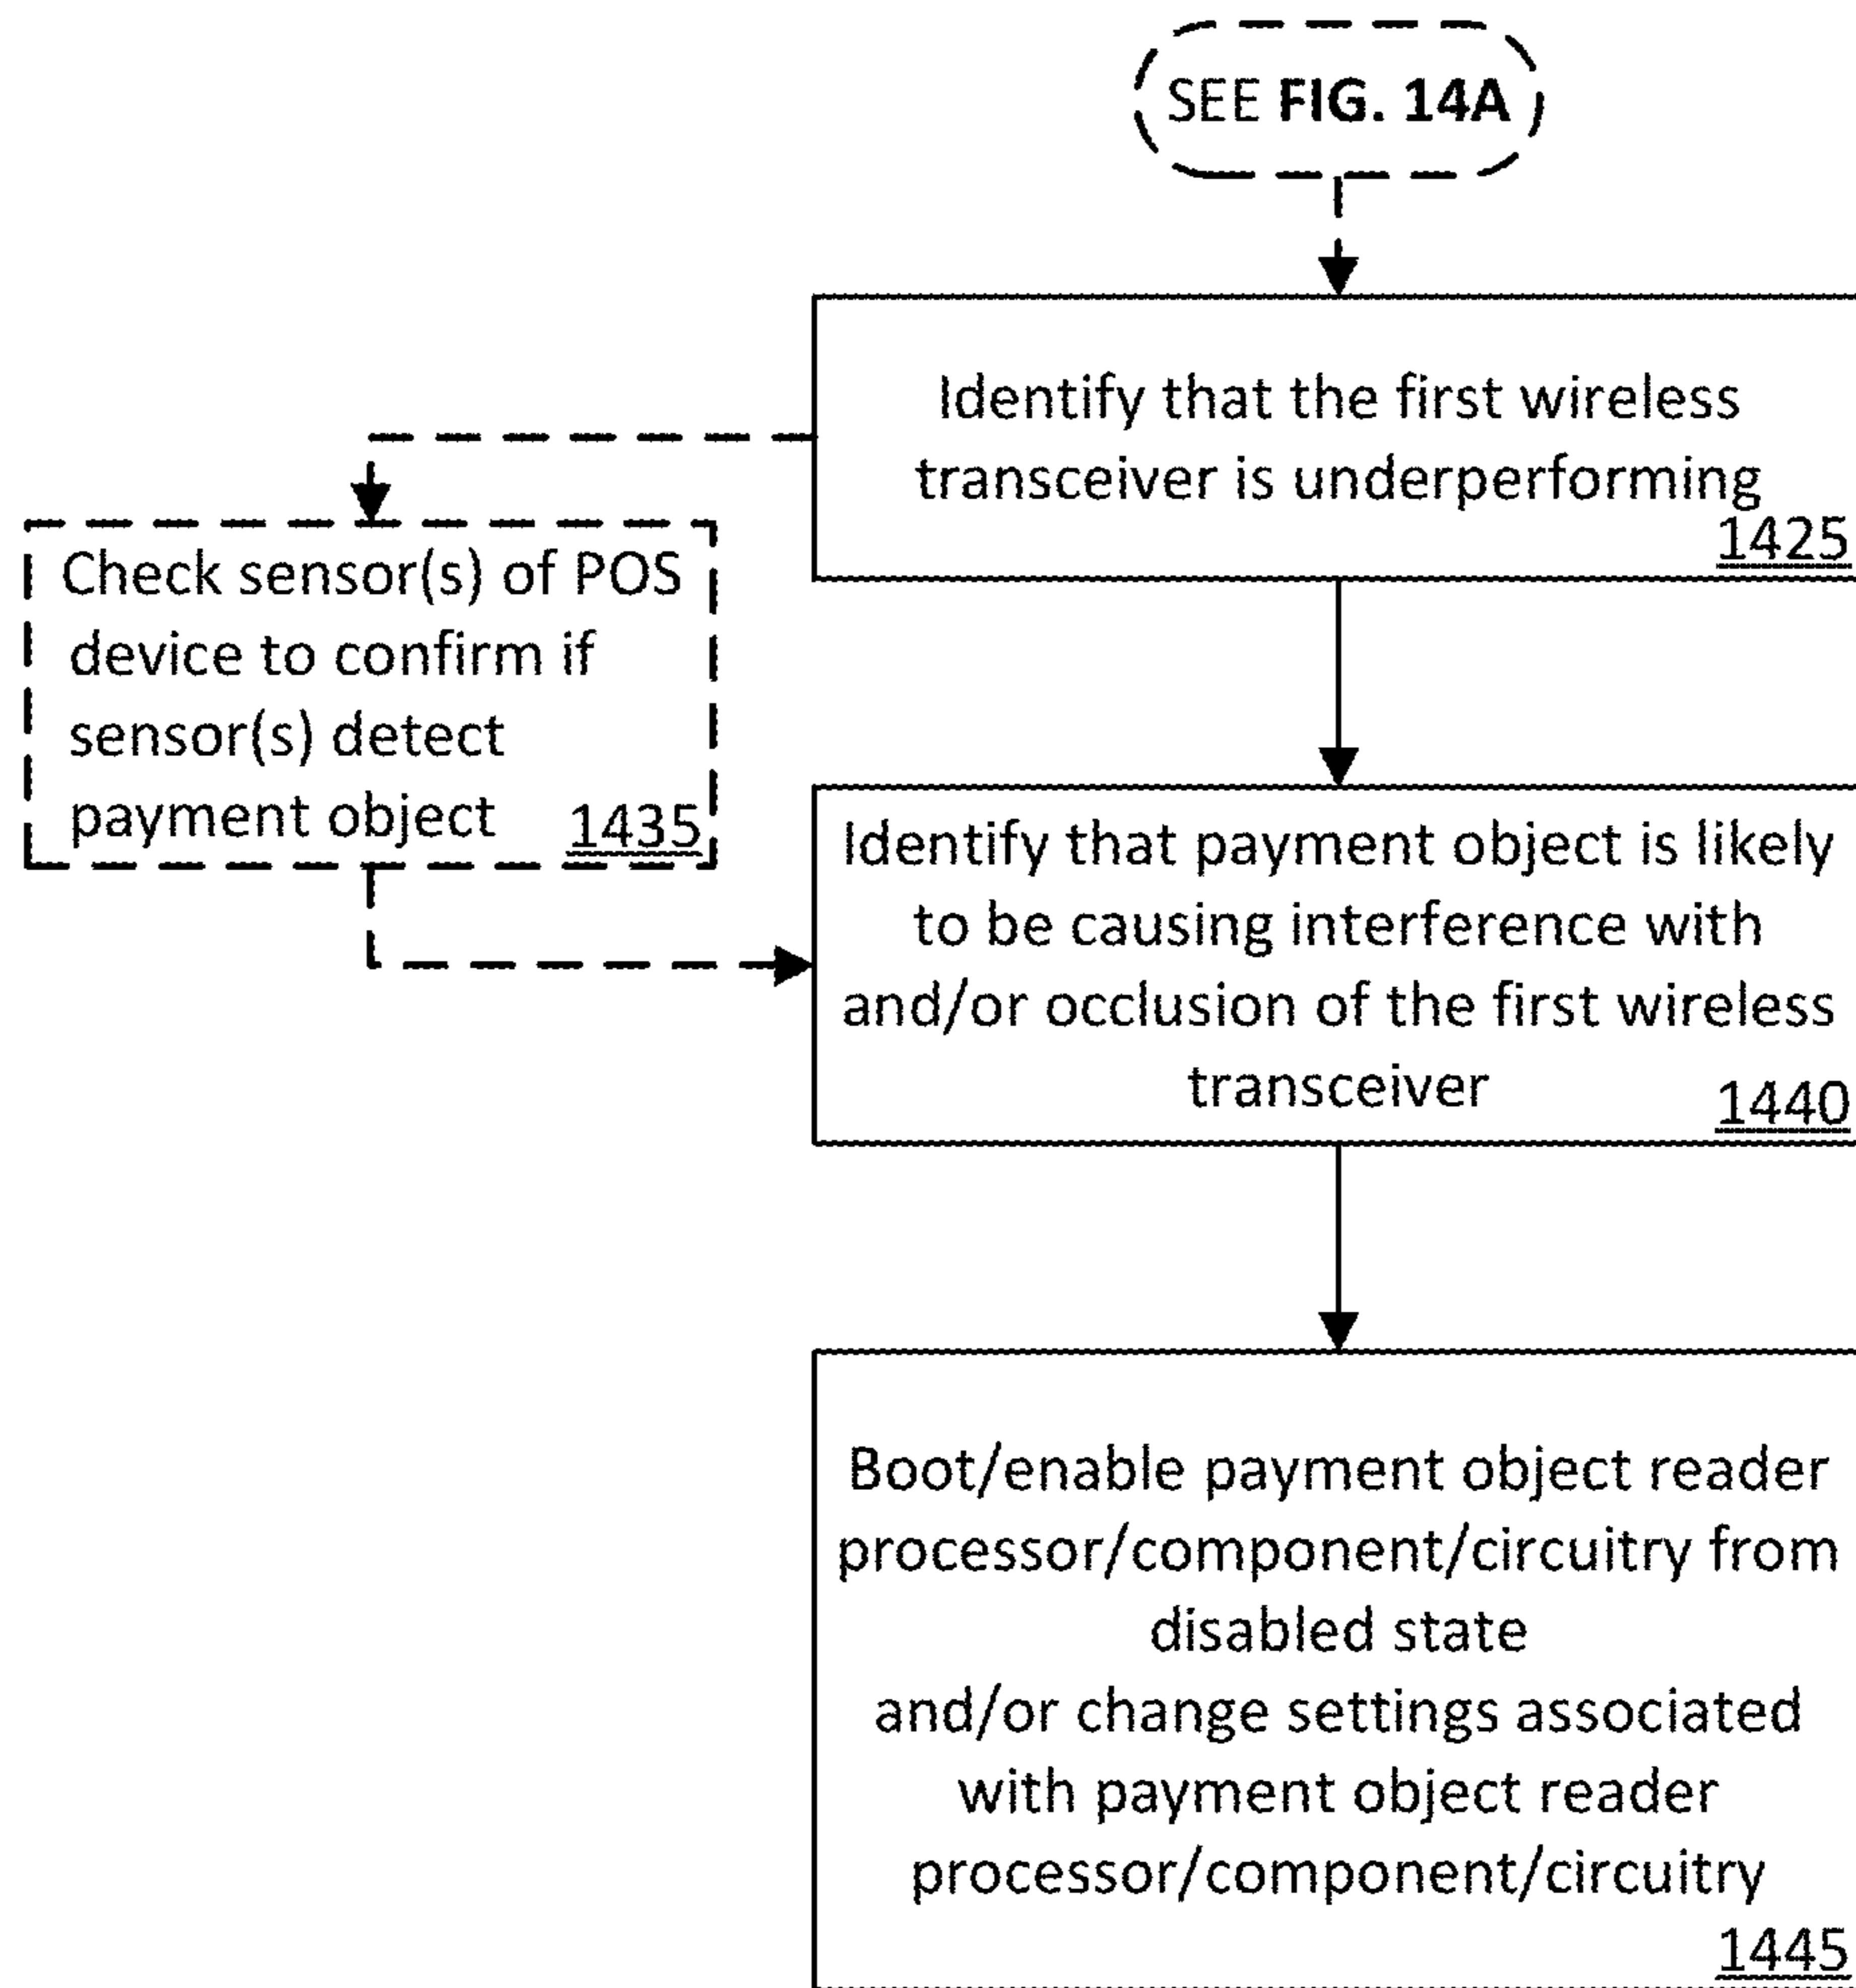 SEE FIG. 14A
Identify that the first wireless
transceiver is underperforming
1425
Check sensor(s) of POS
device to confirm if
sensor(s) detect
payment object 1435
Identify that payment object is likely
to be causing interference with
and/or occlusion of the first wireless
transceiver 1440
Boot/enable payment object reader
processor/component/circuitry from
disabled state
and/or change settings associated
with payment object reader
processor/component/circuitry
1445